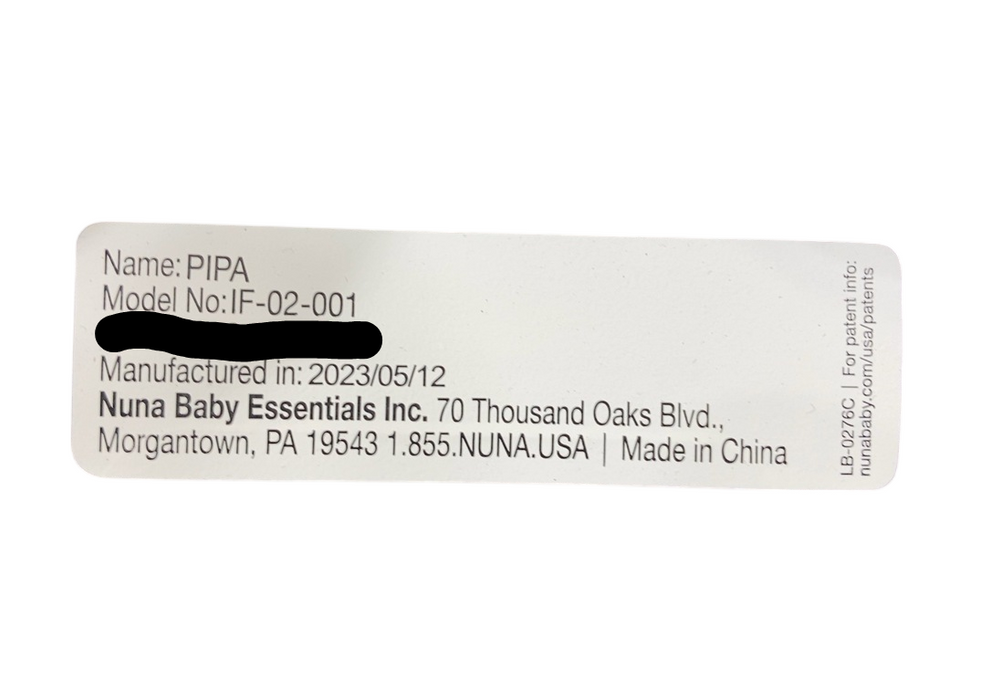 Name: PIPA
Model No:IF-02-001
Manufactured in: 2023/05/12
Nuna Baby Essentials Inc. 70 Thousand Oaks Blvd.,
Morgantown, PA 19543 1.855.NUNA.USA | Made in China
LB-0276C | For patent info:
nunababy.com/usa/patents